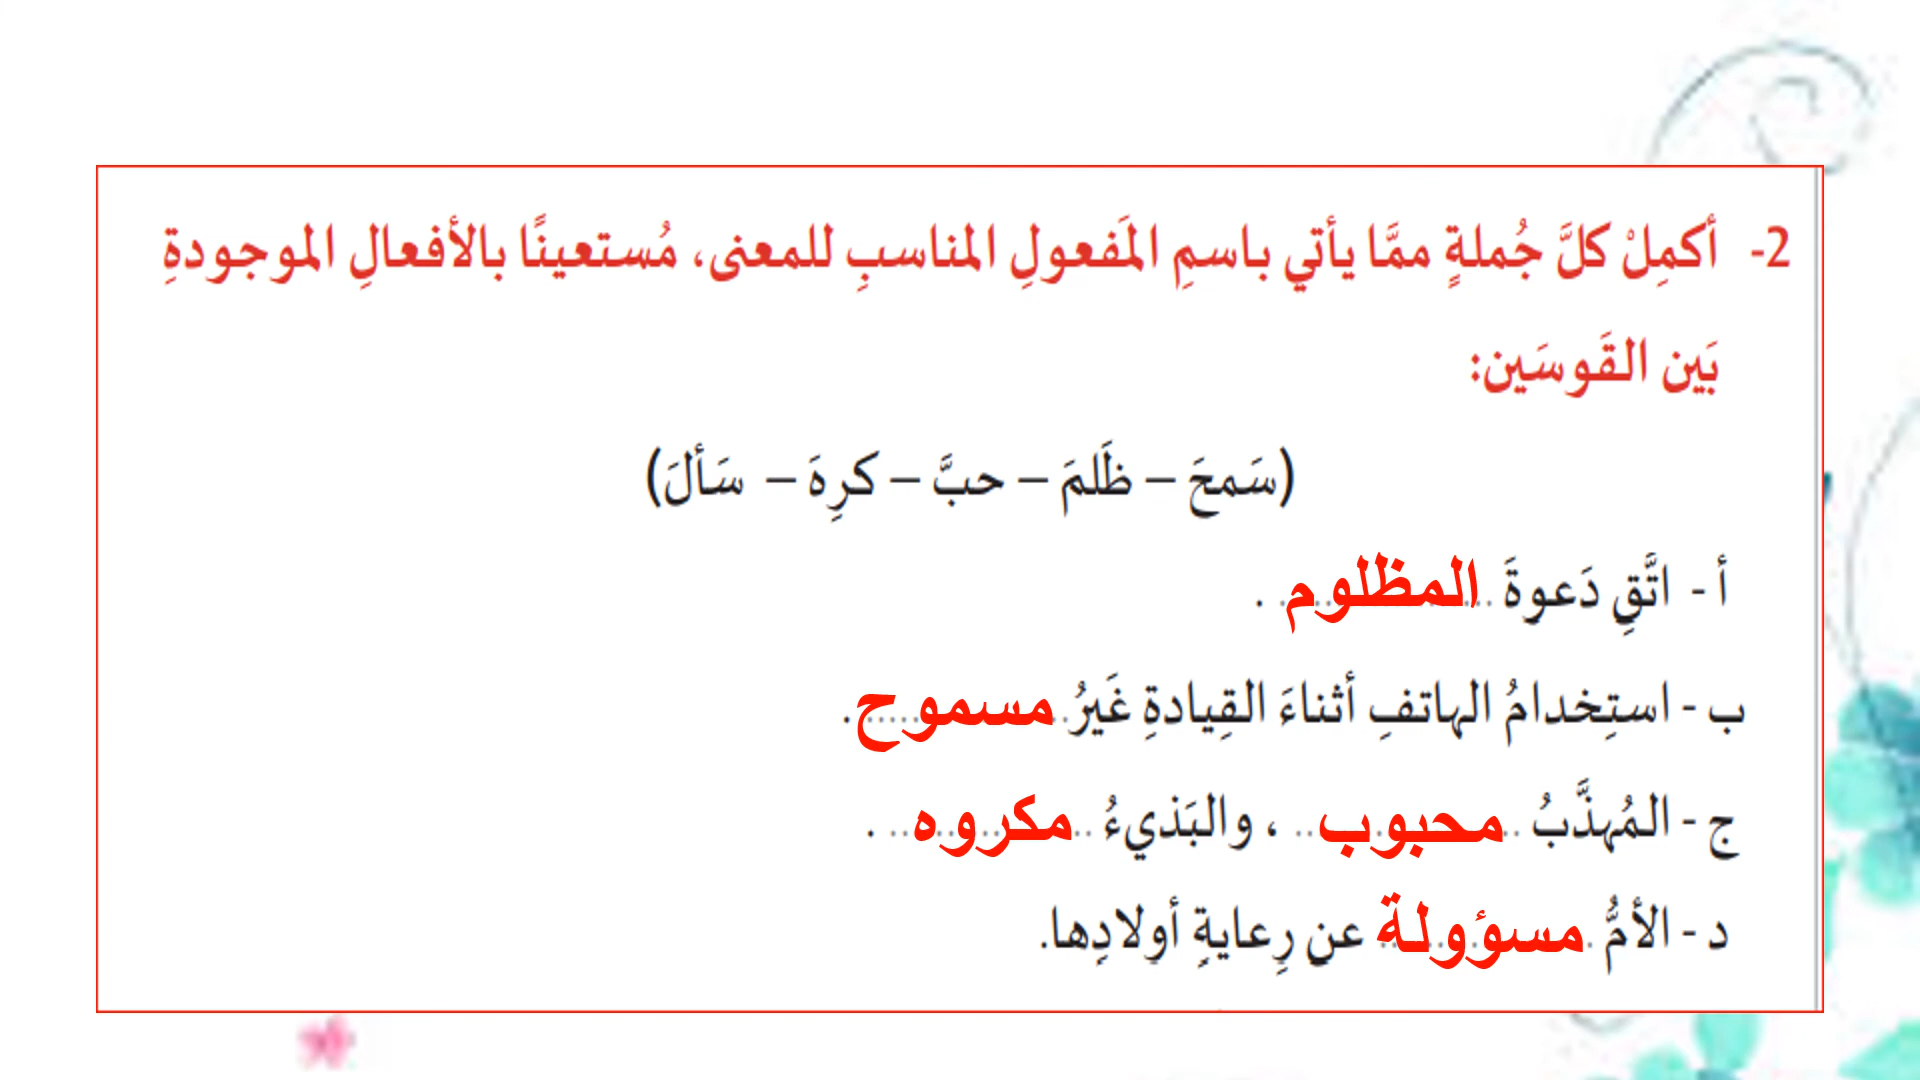 2- أكمِلْ كلَّ جُملةٍ ممَّا يأتي باسمِ المَفعولِ المناسبِ للمعنى، مُستعينًا بالأفعالِ الموجودةِ
بَين القَوسَين:
(سَمحَ – ظَلمَ – حبَّ – كرِهَ – سَألَ)
أ - اتَّقِ دَعوةَ المظلوم .
ب - استِخدامُ الهاتفِ أثناءَ القِيادةِ غَيرُ مسموح .
ج - المُهذَّبُ محبوب ، والبَذيءُ مكروه .
د - الأمُّ مسؤولة عن رِعايةِ أولادِها.